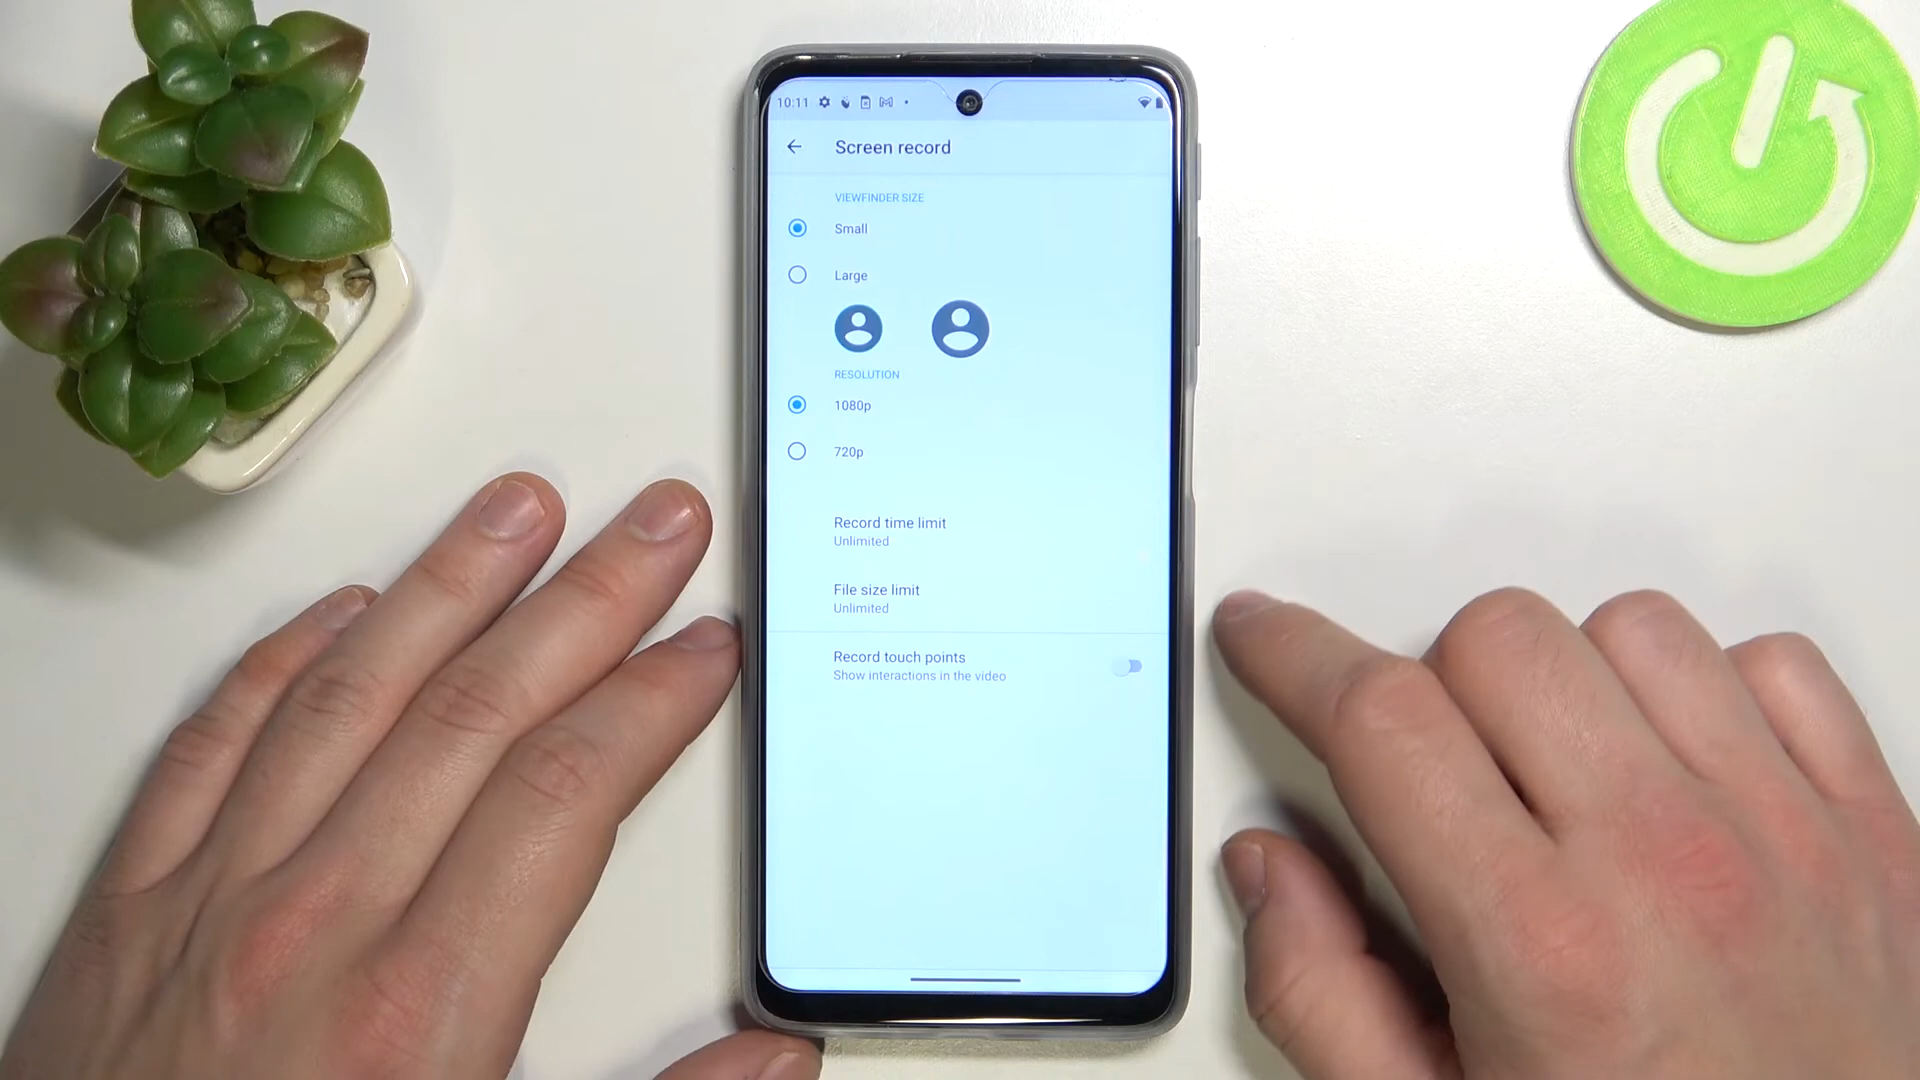 10:11
Screen record
VIEWFINDER SIZE
Small
Large
RESOLUTION
1080p
720p
Record time limit
Unlimited
File size limit
Unlimited
Record touch points
Show interactions in the video